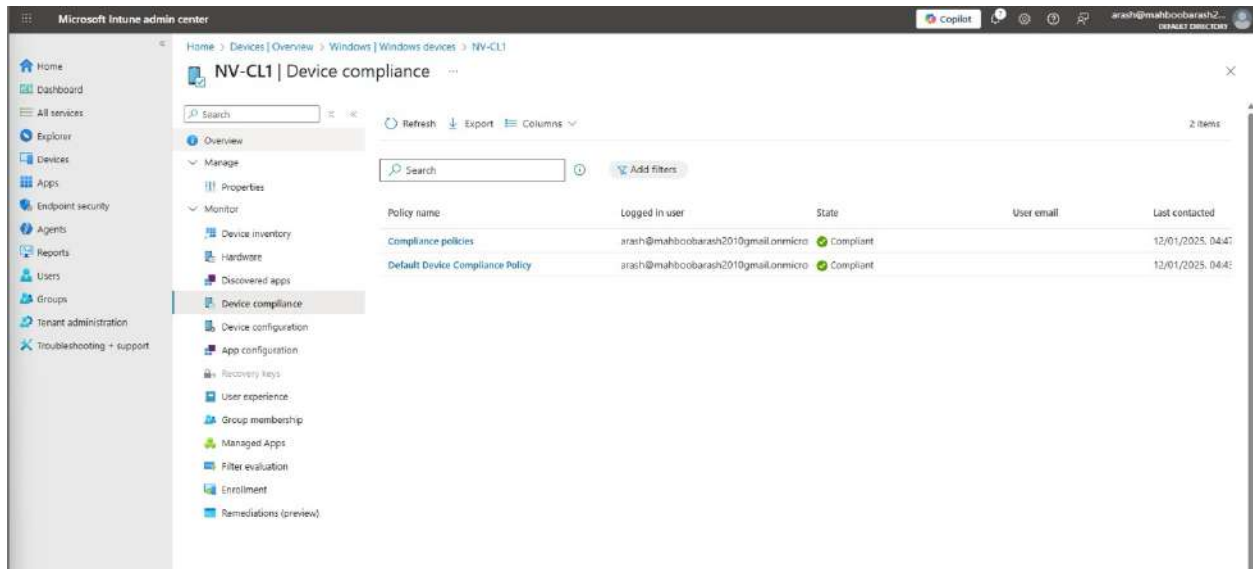 Microsoft Intune admin center
Copilot
arash@mahboobarash2...
DEFAULT DIRECTORY
Home > Devices | Overview > Windows | Windows devices > NV-CL1
NV-CL1 | Device compliance ...
Home
Dashboard
All services
Explorer
Devices
Apps
Endpoint security
Agents
Reports
Users
Groups
Tenant administration
Troubleshooting + support
Search
Overview
Manage
Properties
Monitor
Device inventory
Hardware
Discovered apps
Device compliance
Device configuration
App configuration
Recovery keys
User experience
Group membership
Managed Apps
Filter evaluation
Enrollment
Remediations (preview)
Refresh Export Columns
2 items
Search
Add filters
Policy name Logged in user State User email Last contacted
Compliance policies arash@mahboobarash2010gmail.onmicro Compliant 12/01/2025, 04:47
Default Device Compliance Policy arash@mahboobarash2010gmail.onmicro Compliant 12/01/2025, 04:4